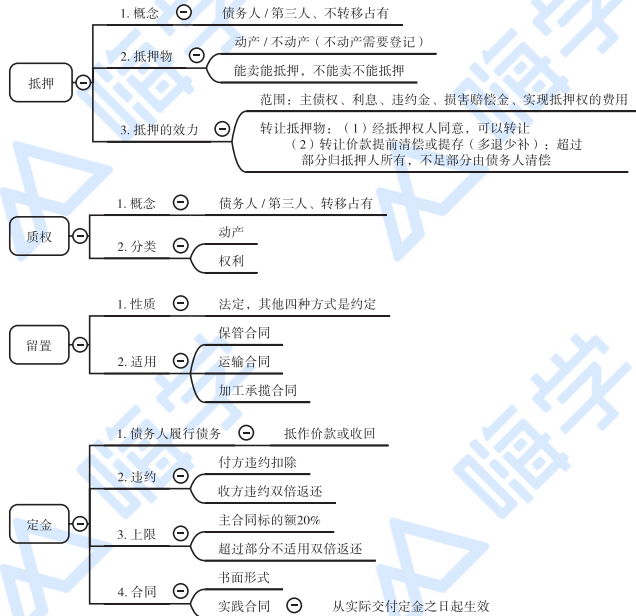 抵押
1. 概念
债务人 / 第三人、不转移占有
2. 抵押物
动产 / 不动产（不动产需要登记）
能卖能抵押，不能卖不能抵押
3. 抵押的效力
范围：主债权、利息、违约金、损害赔偿金、实现抵押权的费用
转让抵押物：（1）经抵押权人同意，可以转让
（2）转让价款提前清偿或提存（多退少补）：超过
部分归抵押人所有，不足部分由债务人清偿
质权
1. 概念
债务人 / 第三人、转移占有
2. 分类
动产
权利
留置
1. 性质
法定，其他四种方式是约定
2. 适用
保管合同
运输合同
加工承揽合同
定金
1. 债务人履行债务
抵作价款或收回
2. 违约
付方违约扣除
收方违约双倍返还
3. 上限
主合同标的额20%
超过部分不适用双倍返还
4. 合同
书面形式
实践合同
从实际交付定金之日起生效
嗨学
嗨学
嗨学
嗨学